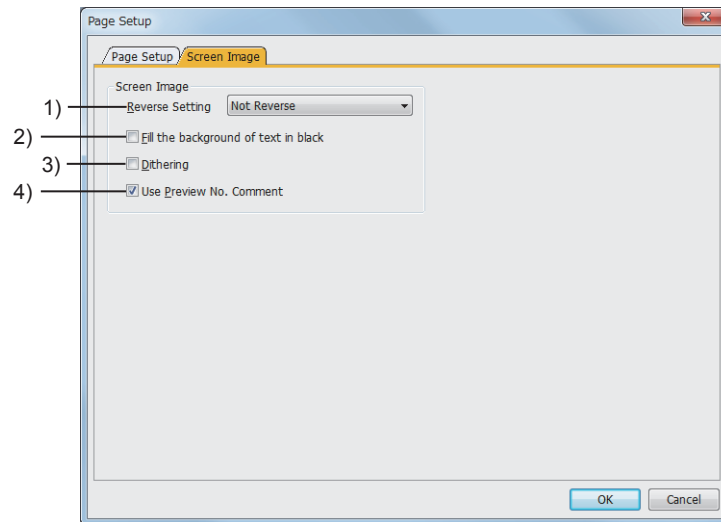 Page Setup
Page Setup Screen Image
Screen Image
1) Reverse Setting Not Reverse
2) Fill the background of text in black
3) Dithering
4) Use Preview No. Comment
OK Cancel